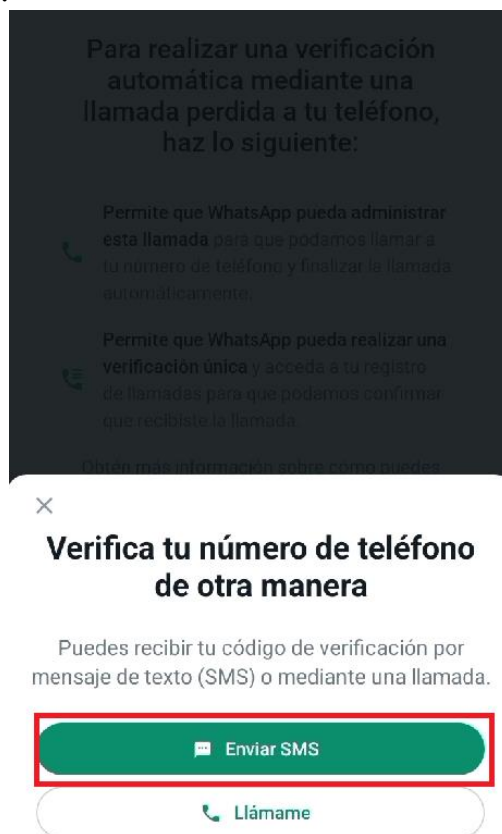 Para realizar una verificación
automática mediante una
llamada perdida a tu teléfono,
haz lo siguiente:
Permite que WhatsApp pueda administrar
esta llamada para que podamos llamar a
tu número de teléfono y finalizar la llamada
automáticamente.
Permite que WhatsApp pueda realizar una
verificación única y acceda a tu registro
de llamadas para que podamos confirmar
que recibiste la llamada.
Obtén más información sobre cómo puedes
Verifica tu número de teléfono
de otra manera
Puedes recibir tu código de verificación por
mensaje de texto (SMS) o mediante una llamada.
Enviar SMS
Llámame